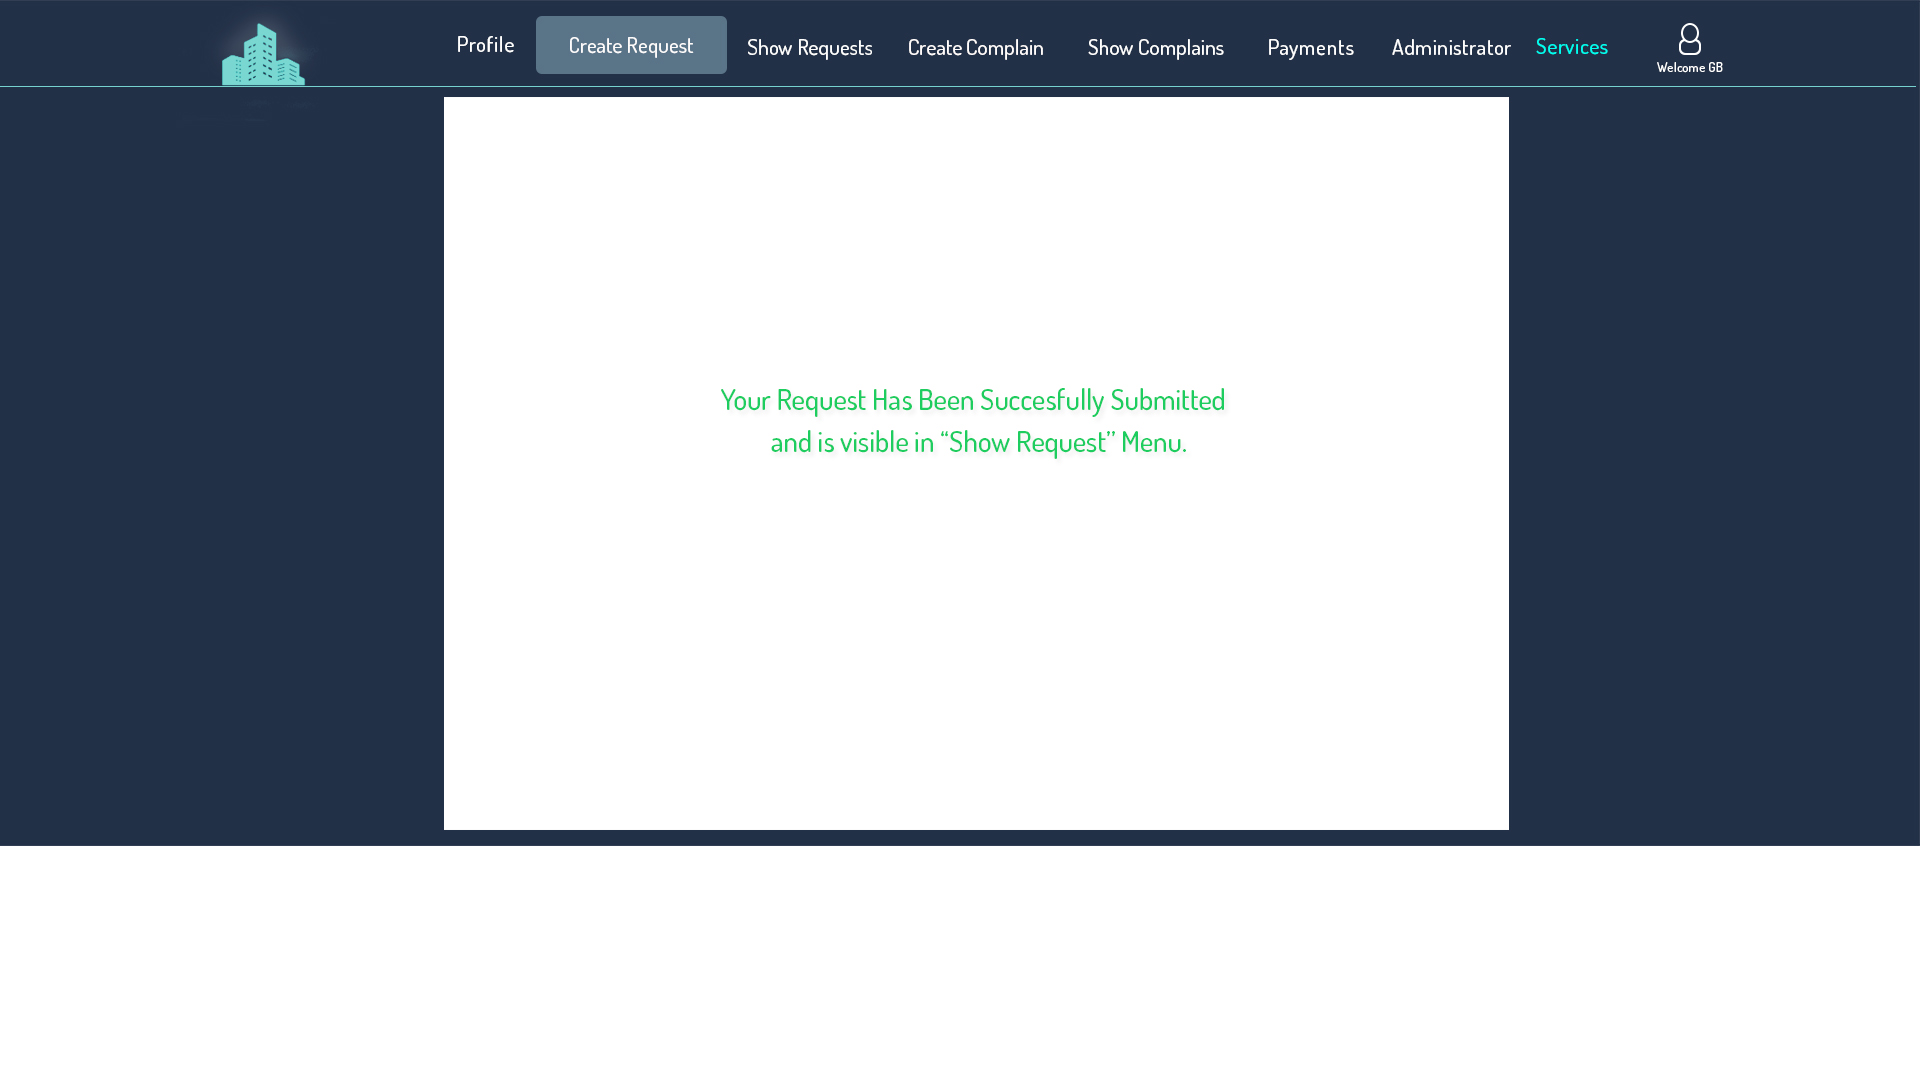 Profile
Create Request
Show Requests
Create Complain
Show Complains
Payments
Administrator
Services
Welcome GB
Your Request Has Been Succesfully Submitted
and is visible in “Show Request’’ Menu.